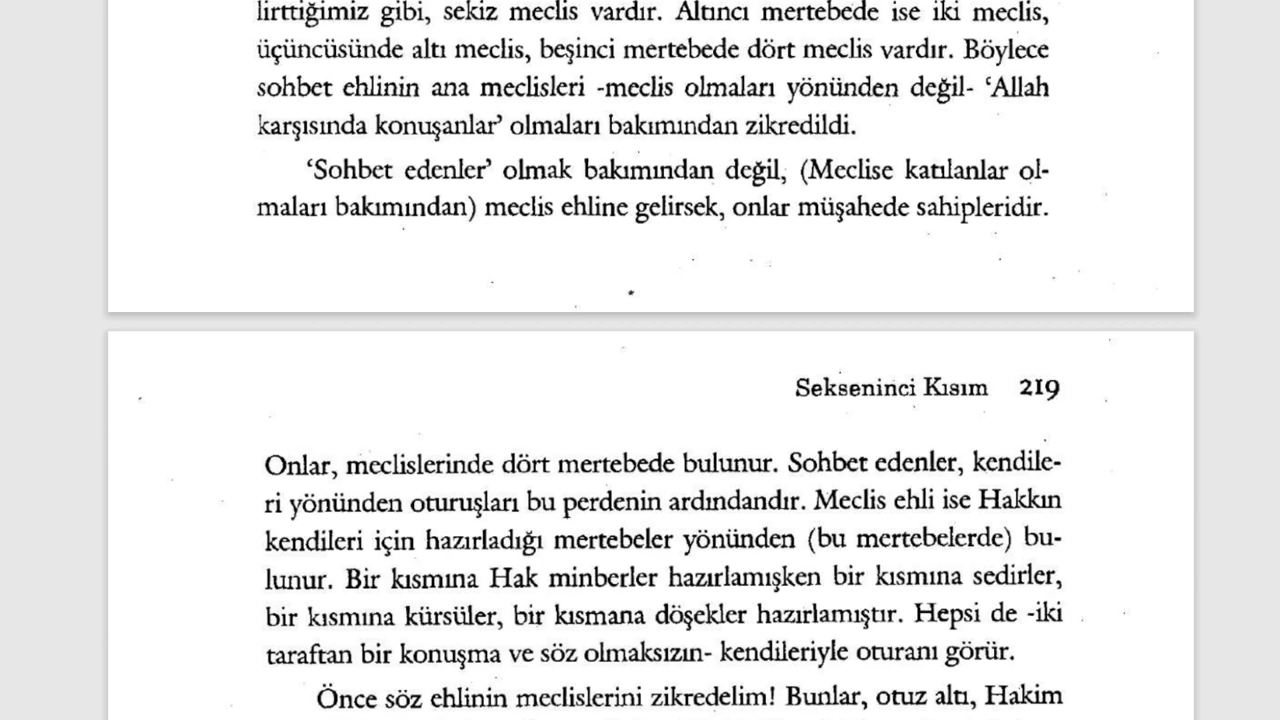 lirttiğimiz gibi, sekiz meclis vardır. Altıncı mertebede ise iki meclis,
üçüncüsünde altı meclis, beşinci mertebede dört meclis vardır. Böylece
sohbet ehlinin ana meclisleri -meclis olmaları yönünden değil- ‘Allah
karşısında konuşanlar’ olmaları bakımından zikredildi.
‘Sohbet edenler’ olmak bakımından değil, (Meclise katılanlar ol-
maları bakımından) meclis ehline gelirsek, onlar müşahede sahipleridir.
Sekseninci Kısım 219
Onlar, meclislerinde dört mertebede bulunur. Sohbet edenler, kendile-
ri yönünden oturuşları bu perdenin ardındandır. Meclis ehli ise Hakkın
kendileri için hazırladığı mertebeler yönünden (bu mertebelerde) bu-
lunur. Bir kısmına Hak minberler hazırlamışken bir kısmına sedirler,
bir kısmına kürsüler, bir kısmana döşekler hazırlamıştır. Hepsi de -iki
taraftan bir konuşma ve söz olmaksızın- kendileriyle oturanı görür.
Önce söz ehlinin meclislerini zikredelim! Bunlar, otuz altı, Hakim